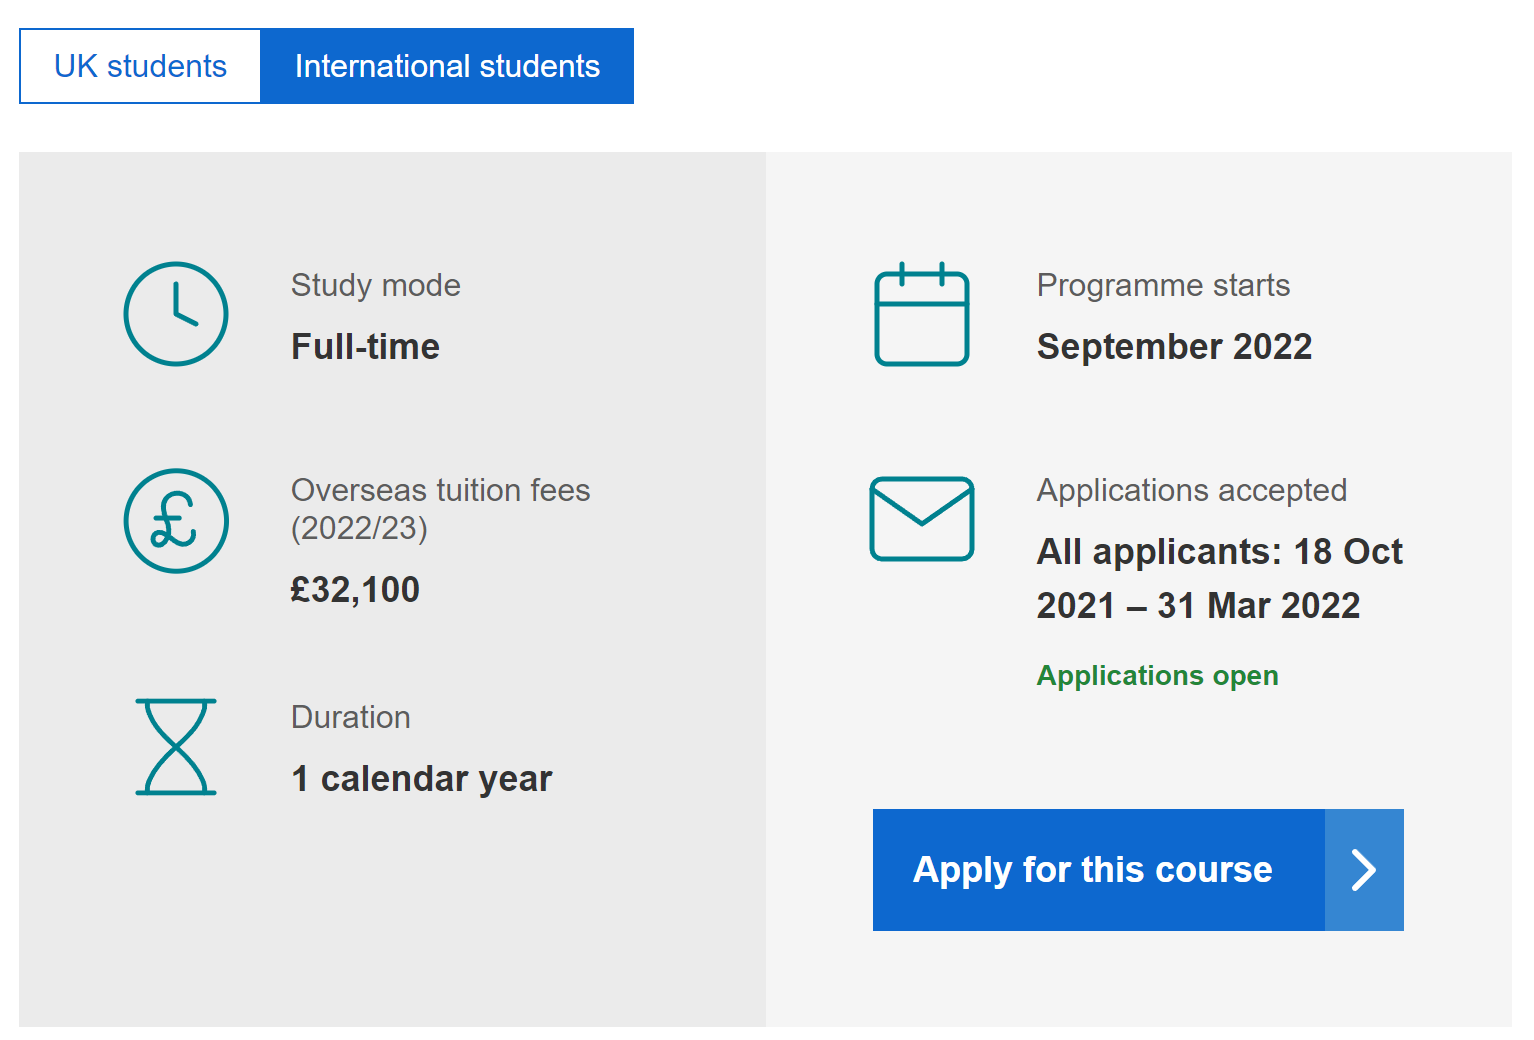 UK students
International students
Study mode
Full-time
Overseas tuition fees
(2022/23)
£32,100
Duration
1 calendar year
Programme starts
September 2022
Applications accepted
All applicants: 18 Oct
2021 – 31 Mar 2022
Applications open
Apply for this course